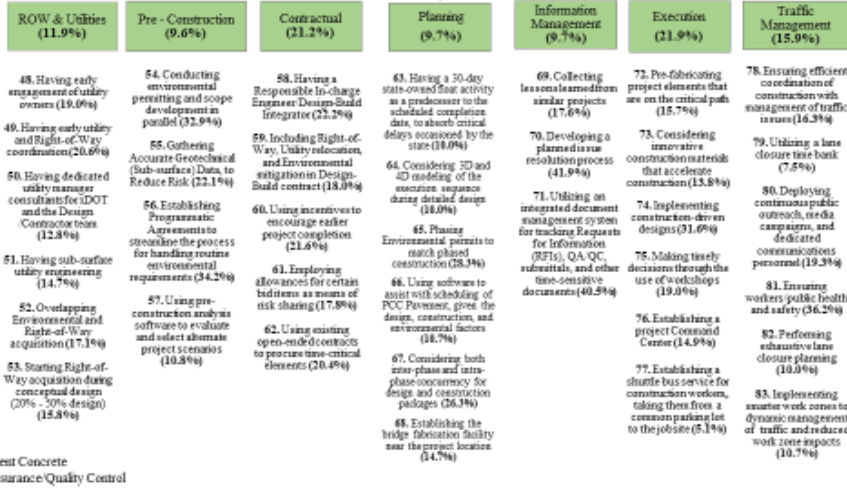 ROW & Utilities
(11.9%)
48. Having early
engagement of utility
owners (19.0%)
49. Having early utility
and Right-of-Way
coordination (20.6%)
50. Having dedicated
utility manager
consultants for iDOT
and the Design
/Contractor team
(12.8%)
51. Having sub-surface
utility engineering
(14.7%)
52. Overlapping
Environmental and
Right-of-Way
acquisition (17.1%)
53. Starting Right-of-
Way acquisition during
conceptual design
(20% - 30% design)
(15.8%)
Pre - Construction
(9.6%)
54. Conducting
environmental
permitting and scope
development in
parallel (32.9%)
55. Gathering
Accurate Geotechnical
(Sub-surface) Data, to
Reduce Risk (22.1%)
56. Establishing
Programmatic
Agreements to
streamline the process
for handling routine
environmental
requirements (34.2%)
57. Using pre-
construction analysis
software to evaluate
and select alternate
project scenarios
(10.8%)
Contractual
(21.2%)
58. Having a
Responsible In-charge
Engineer/Design-Build
Integrator (22.2%)
59. Including Right-of-
Way, Utility relocation,
and Environmental
mitigation in Design-
Build contract (18.0%)
60. Using incentives to
encourage earlier
project completion
(21.6%)
61. Employing
allowances for certain
bid items as means of
risk sharing (17.8%)
62. Using existing
open-ended contracts
to procure time-critical
elements (20.4%)
Planning
(9.7%)
63. Having a 30-day
state-owned float activity
as a predecessor to the
scheduled completion
date, to absorb critical
delays occasioned by the
state (10.0%)
64. Considering 3D and
4D modeling of the
execution sequence
during detailed design
(10.0%)
65. Phasing
Environmental permits to
match phased
construction (28.3%)
66. Using software to
assist with scheduling of
PCC Pavement, given the
design, construction, and
environmental factors
(10.7%)
67. Considering both
inter-phase and intra-
phase concurrency for
design and construction
packages (26.3%)
68. Establishing the
bridge fabrication facility
near the project location
(14.7%)
Information
Management
(9.7%)
69. Collecting
lessons learned from
similar projects
(17.6%)
70. Developing a
planned issue
resolution process
(41.9%)
71. Utilizing an
integrated document
management system
for tracking Requests
for Information
(RFIs), QA/QC,
submittals, and other
time-sensitive
documents (40.5%)
Execution
(21.9%)
72. Pre-fabricating
project elements that
are on the critical path
(15.7%)
73. Considering
innovative
construction materials
that accelerate
construction (13.8%)
74. Implementing
construction-driven
designs (31.6%)
75. Making timely
decisions through the
use of workshops
(19.0%)
76. Establishing a
project Command
Center (14.9%)
77. Establishing a
shuttle bus service for
construction workers,
taking them from a
common parking lot
to the jobsite (5.1%)
Traffic
Management
(15.9%)
78. Ensuring efficient
coordination of
construction with
management of traffic
issues (16.3%)
79. Utilizing a lane
closure time bank
(7.5%)
80. Deploying
continuous public
outreach, media
campaigns, and
dedicated
communications
personnel (19.3%)
81. Ensuring
workers/public health
and safety (36.2%)
82. Performing
exhaustive lane
closure planning
(10.0%)
83. Implementing
smarter work zones to
dynamic management
of traffic and reduced
work zone impacts
(10.7%)
ent Concrete
surance/Quality Control